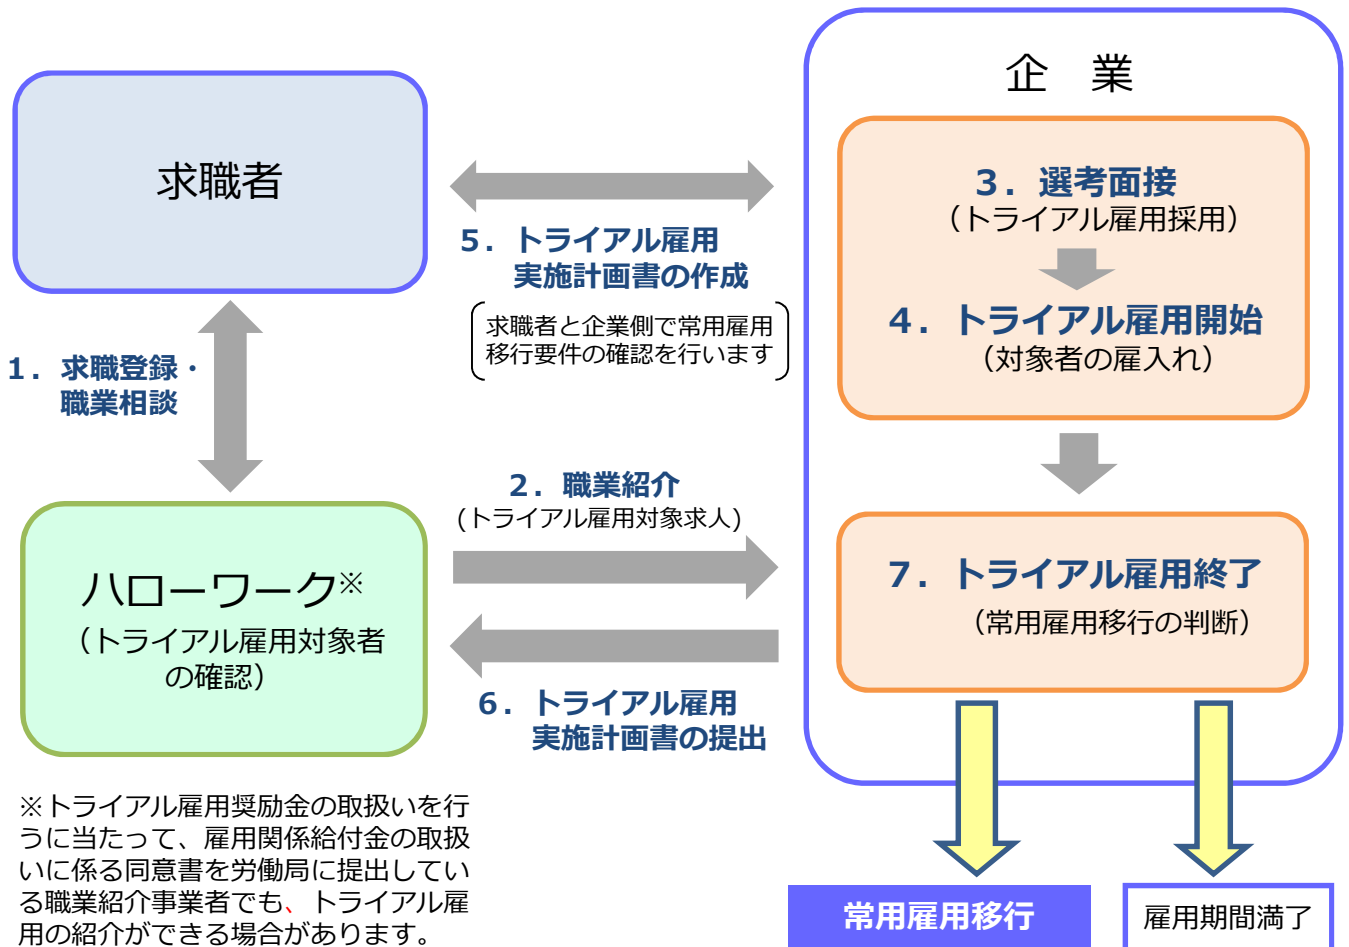 企　業
求職者
３．選考面接
（トライアル雇用採用）
４．トライアル雇用開始
（対象者の雇入れ）
５．トライアル雇用
実施計画書の作成
求職者と企業側で常用雇用
移行要件の確認を行います
１．求職登録・
職業相談
２．職業紹介
(トライアル雇用対象求人)
ハローワーク※
（トライアル雇用対象者
の確認）
７．トライアル雇用終了
（常用雇用移行の判断）
６．トライアル雇用
実施計画書の提出
※トライアル雇用奨励金の取扱いを行
うに当たって、雇用関係給付金の取扱
いに係る同意書を労働局に提出してい
る職業紹介事業者でも、トライアル雇
用の紹介ができる場合があります。
常用雇用移行
雇用期間満了